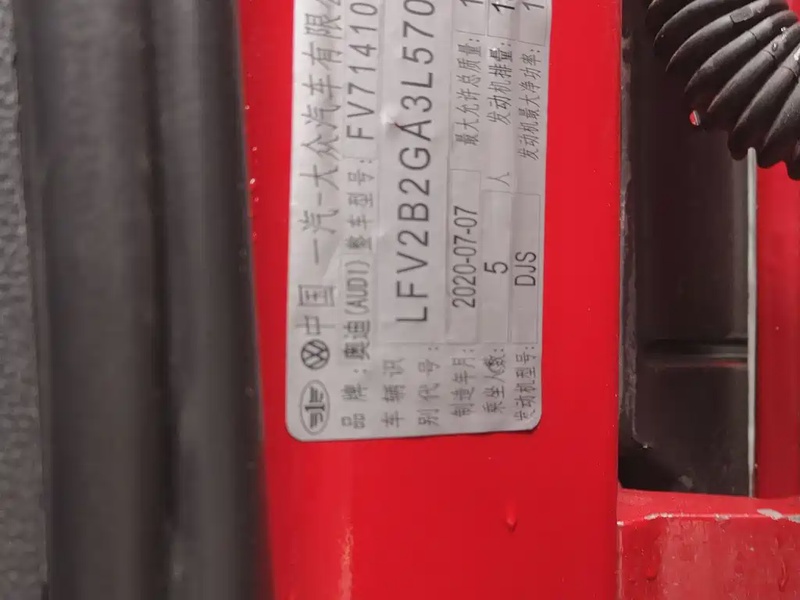 中国 一汽-大众汽车有限
品牌: 奥迪(AUDI) 整车型号: FV71410
车辆识别代号: LFV2B2GA3L570
制造年月: 2020-07-07 最大允许总质量: 1
乘坐人数: 5 人 发动机排量: 1
发动机型号: DJS 发动机最大净功率: 1